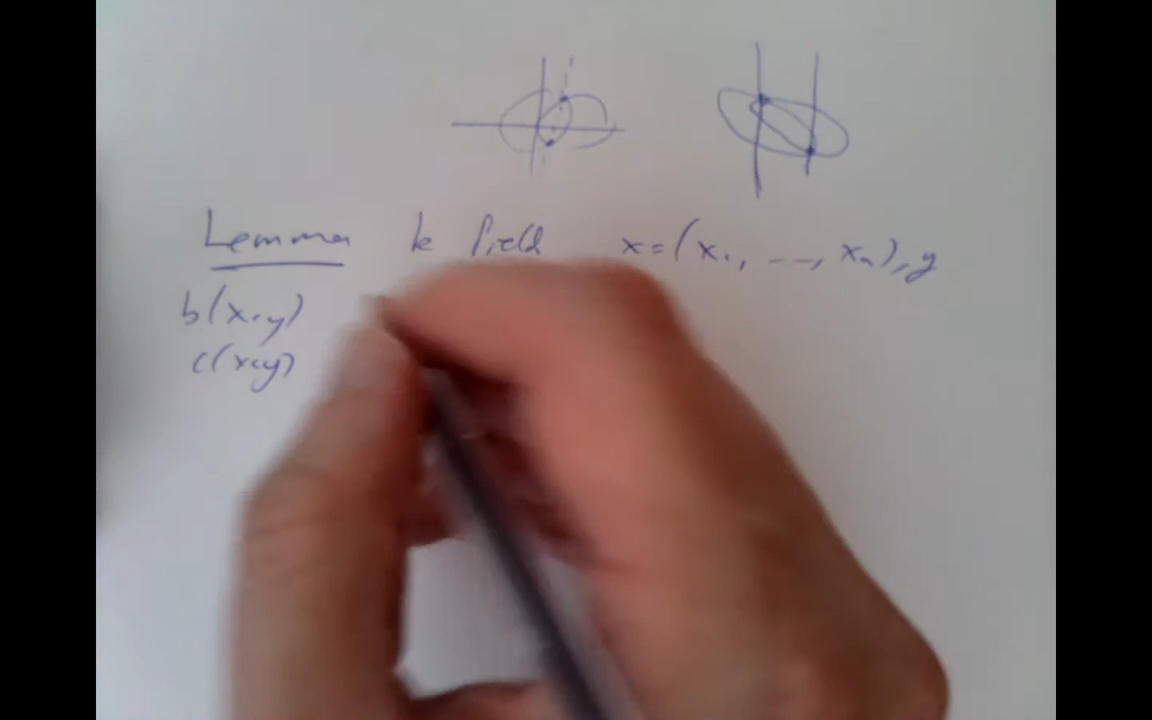 Lemma k field x=(x₁, ..., xₙ), y
b(x,y)
c(x,y)